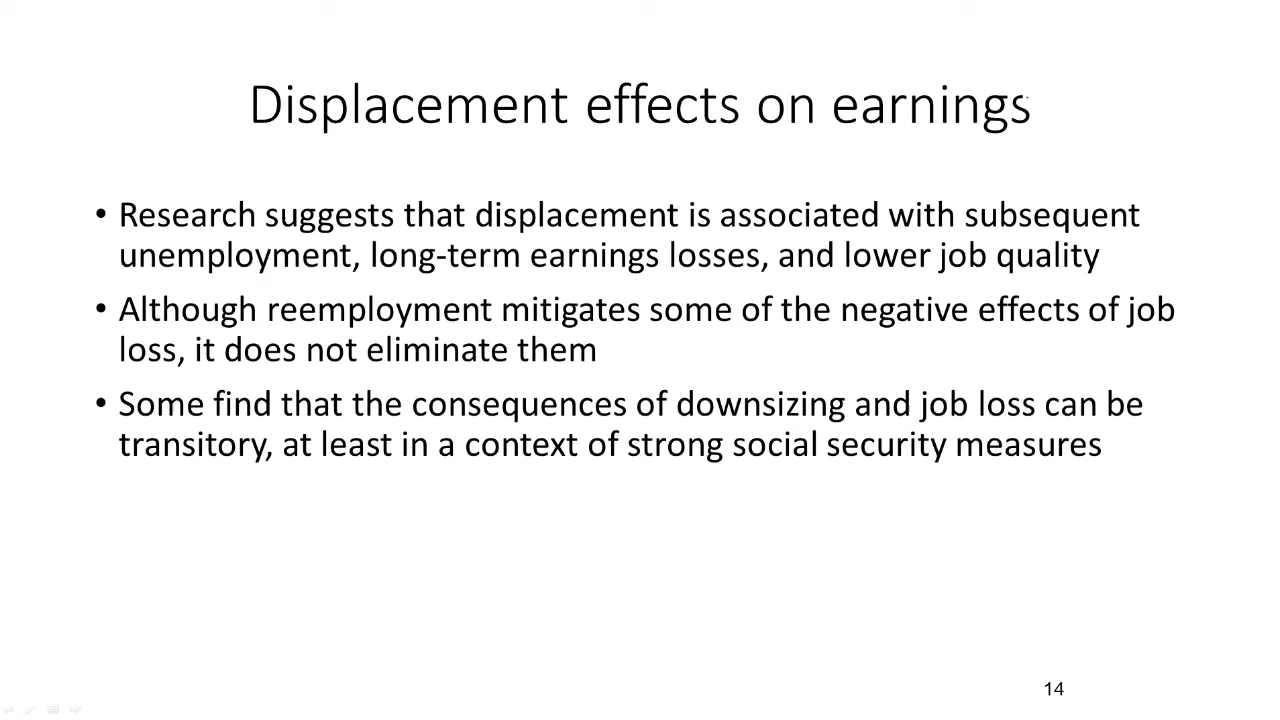 Displacement effects on earnings
• Research suggests that displacement is associated with subsequent
unemployment, long-term earnings losses, and lower job quality
• Although reemployment mitigates some of the negative effects of job
loss, it does not eliminate them
• Some find that the consequences of downsizing and job loss can be
transitory, at least in a context of strong social security measures
14